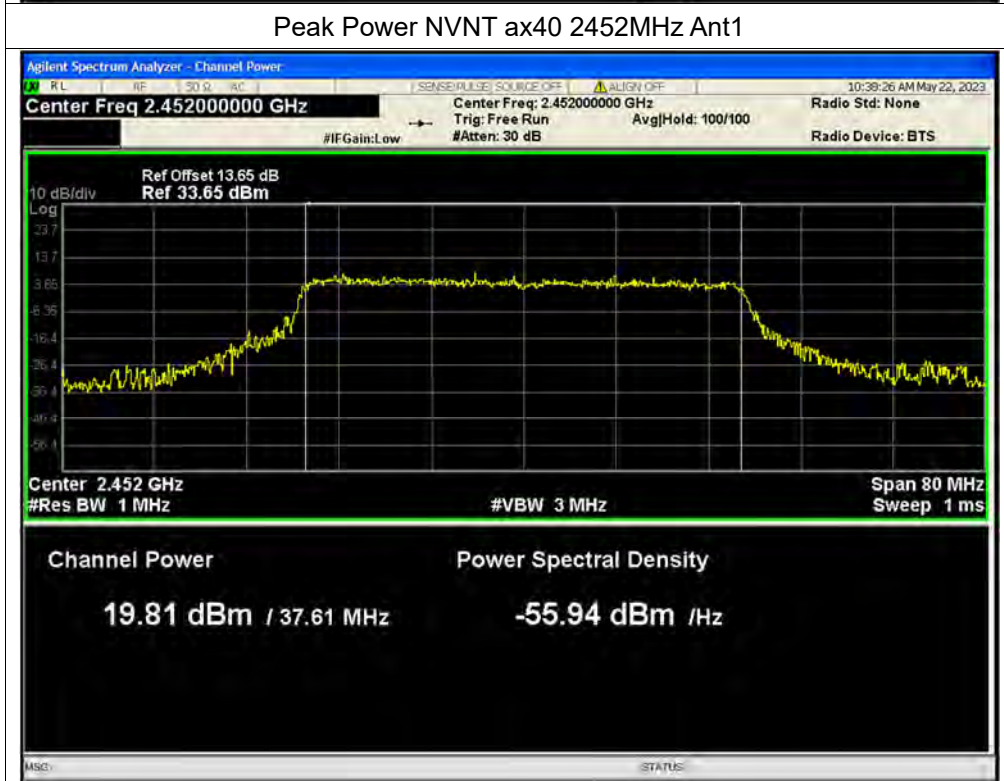 Peak Power NVNT ax40 2452MHz Ant1
Agilent Spectrum Analyzer - Channel Power
RL RF 50 Ω AC SENSE:PULSE SOURCE OFF ALIGN OFF 10:39:26 AM May 22, 2023
Center Freq 2.452000000 GHz Center Freq: 2.452000000 GHz Radio Std: None
Trig: Free Run Avg|Hold: 100/100
#IFGain:Low #Atten: 30 dB Radio Device: BTS
Ref Offset 13.65 dB
10 dB/div Ref 33.65 dBm
Log
23.7
13.7
3.65
-6.35
-16.4
-26.4
-36.4
-46.4
-56.4
Center 2.452 GHz Span 80 MHz
#Res BW 1 MHz #VBW 3 MHz Sweep 1 ms
Channel Power Power Spectral Density
19.81 dBm / 37.61 MHz -55.94 dBm /Hz
MSG STATUS